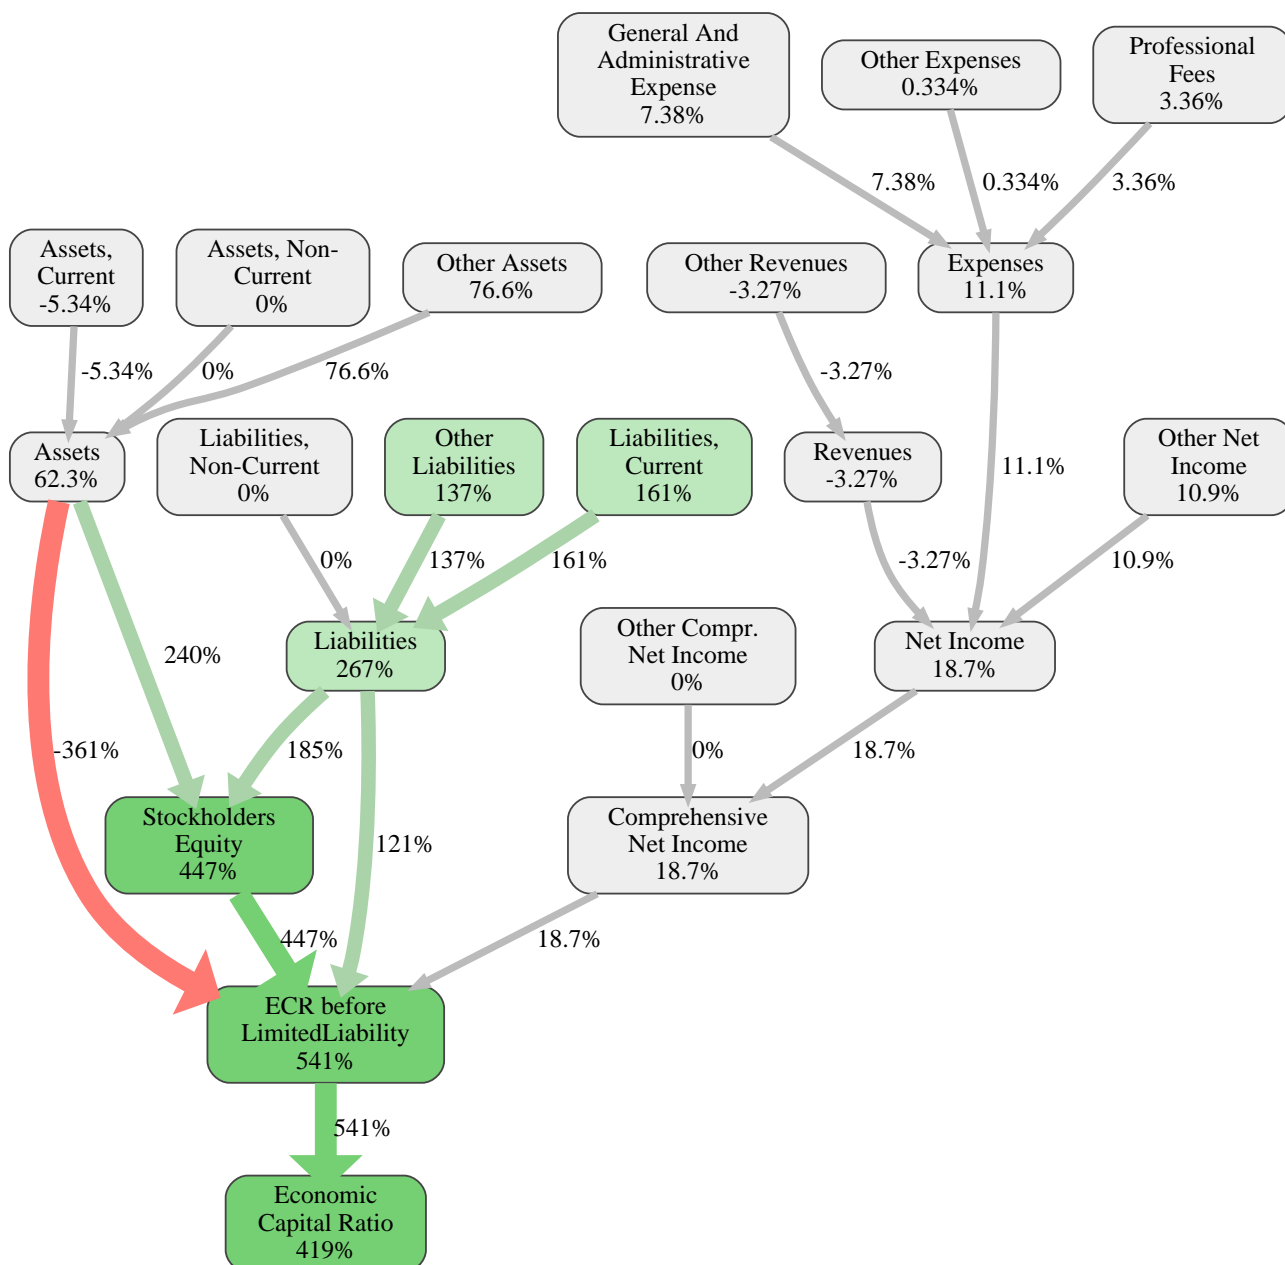 General And
Administrative
Expense
7.38%
Other Expenses
0.334%
Professional
Fees
3.36%
7.38%
0.334%
3.36%
Assets,
Current
-5.34%
Assets, Non-
Current
0%
Other Assets
76.6%
Other Revenues
-3.27%
Expenses
11.1%
-5.34%
0%
76.6%
-3.27%
Assets
62.3%
Liabilities,
Non-Current
0%
Other
Liabilities
137%
Liabilities,
Current
161%
Revenues
-3.27%
11.1%
Other Net
Income
10.9%
0%
137%
161%
-3.27%
10.9%
240%
Liabilities
267%
Other Compr.
Net Income
0%
Net Income
18.7%
-361%
185%
0%
18.7%
Stockholders
Equity
447%
121%
Comprehensive
Net Income
18.7%
447%
18.7%
ECR before
LimitedLiability
541%
541%
Economic
Capital Ratio
419%